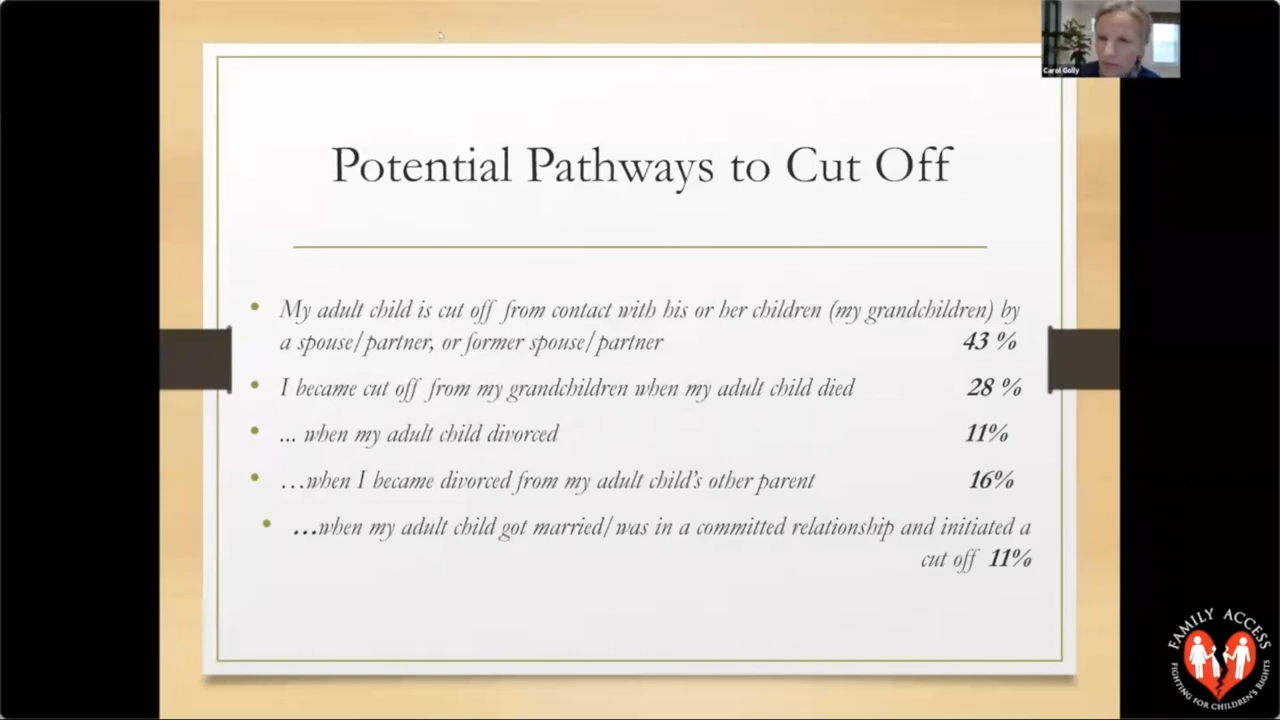 Carol Golly
Potential Pathways to Cut Off
• My adult child is cut off from contact with his or her children (my grandchildren) by
a spouse/partner, or former spouse/partner 43 %
• I became cut off from my grandchildren when my adult child died 28 %
• ... when my adult child divorced 11%
• …when I became divorced from my adult child's other parent 16%
• …when my adult child got married/was in a committed relationship and initiated a
cut off 11%
FAMILY ACCESS
FIGHTING FOR CHILDREN'S RIGHTS